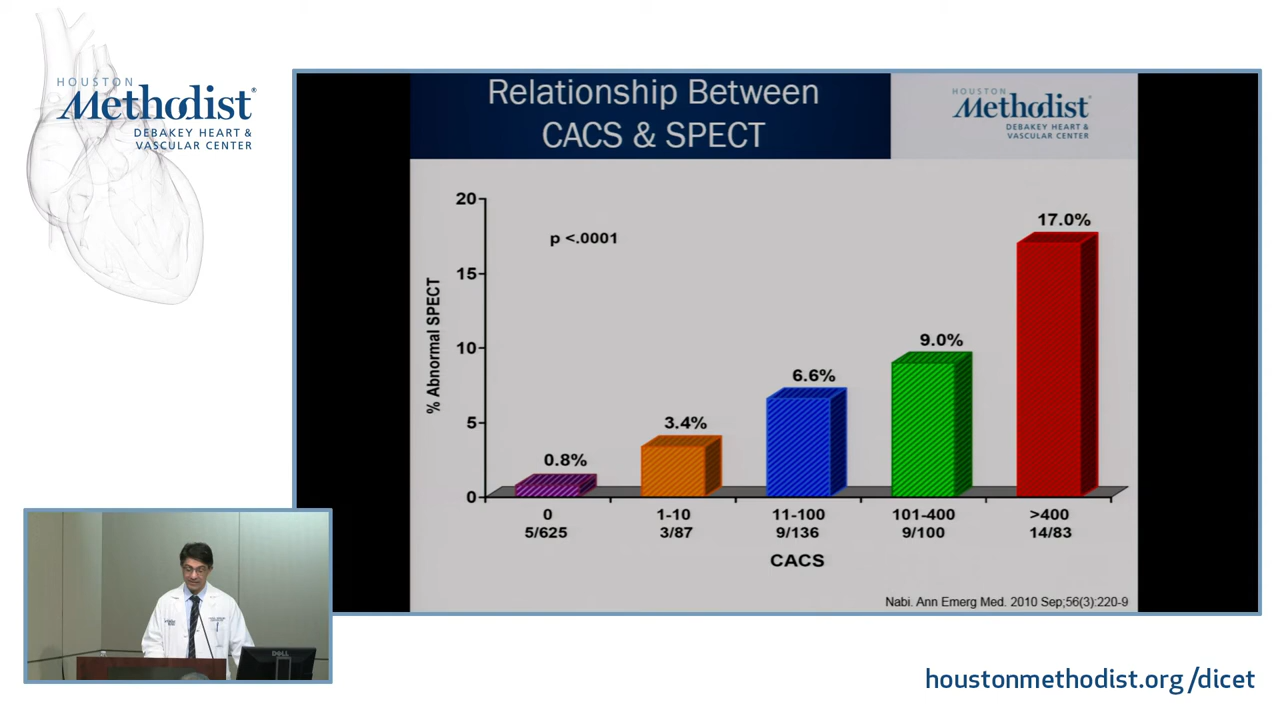 HOUSTON
Methodist®
DEBAKEY HEART &
VASCULAR CENTER
Relationship Between
CACS & SPECT
HOUSTON
Methodist
DEBAKEY HEART &
VASCULAR CENTER
20
15
10
5
0
% Abnormal SPECT
p <.0001
0.8%
3.4%
6.6%
9.0%
17.0%
0 1-10 11-100 101-400 >400
5/625 3/87 9/136 9/100 14/83
CACS
Nabi. Ann Emerg Med. 2010 Sep;56(3):220-9
DELL
houstonmethodist.org/dicet